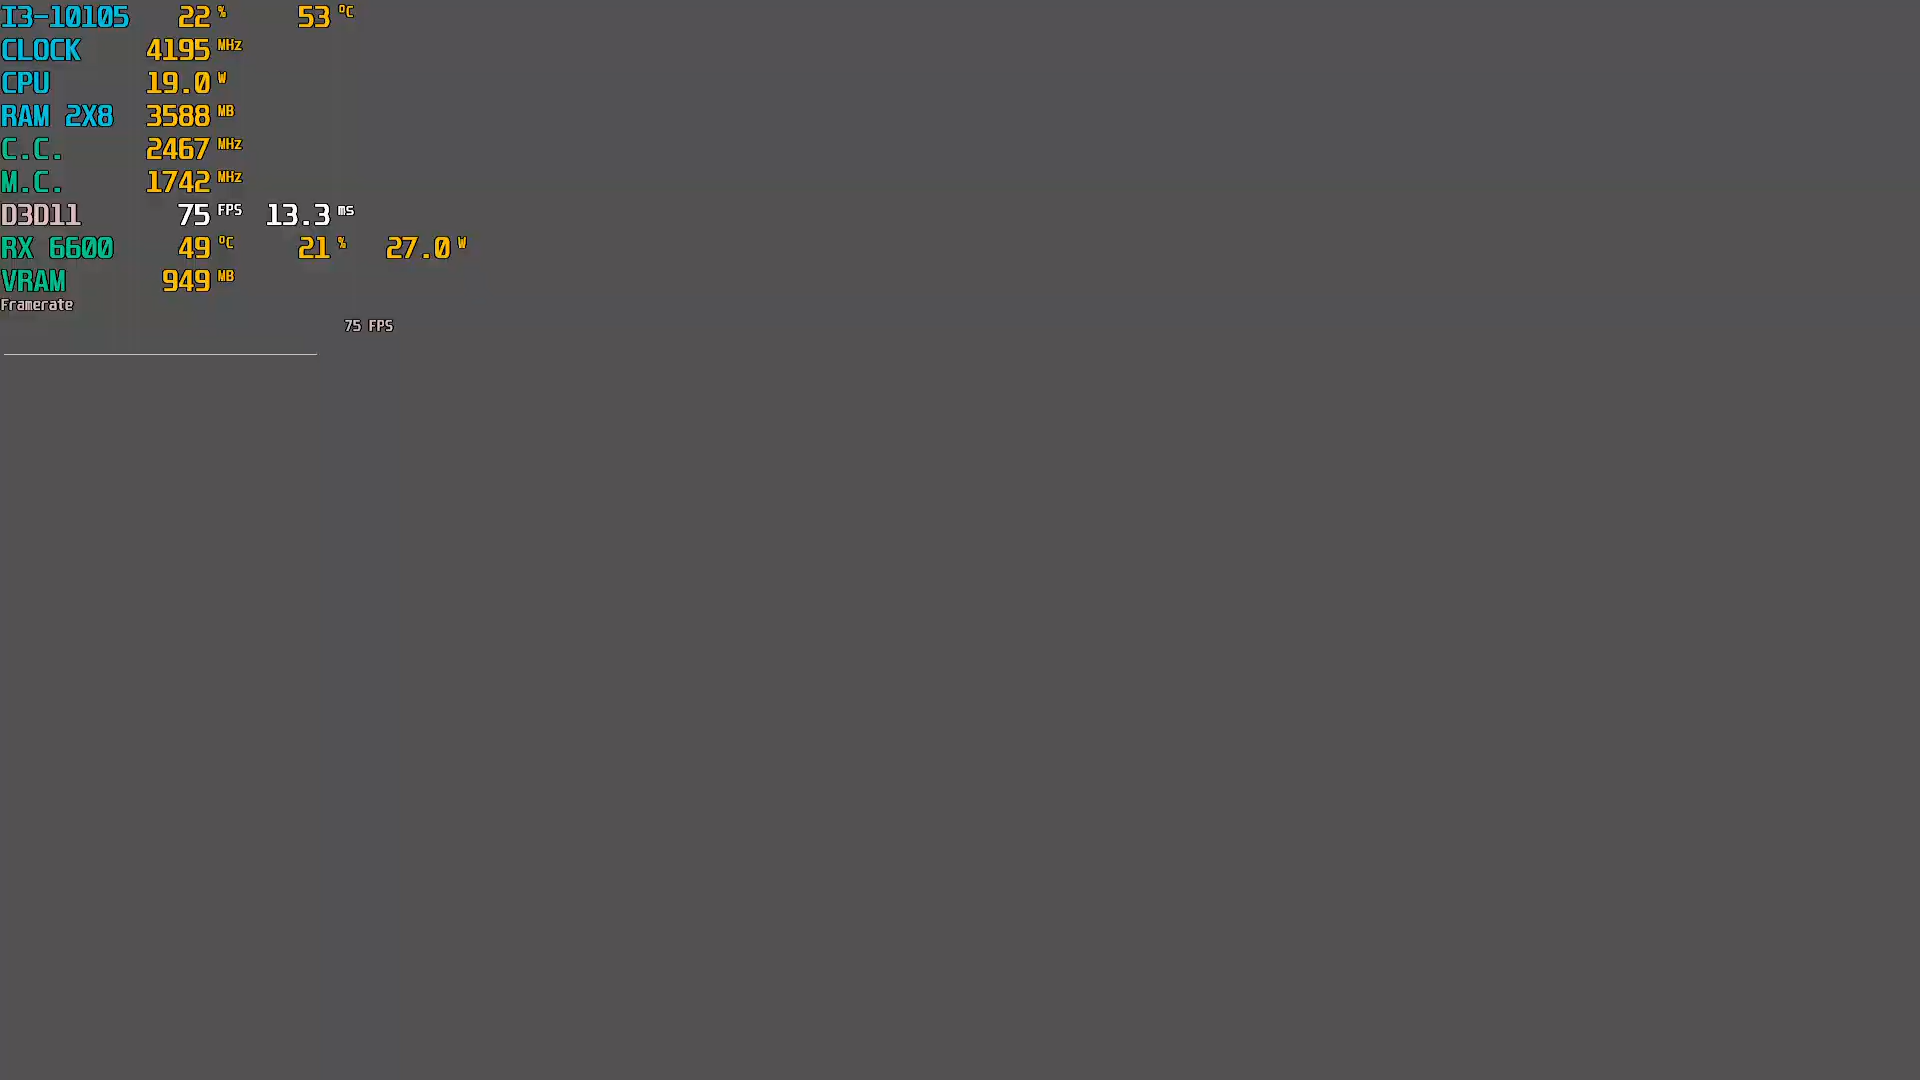 I3-10105 22 % 53 °C
CLOCK 4195 MHz
CPU 19.0 W
RAM 2X8 3588 MB
C.C. 2467 MHz
M.C. 1742 MHz
D3D11 75 FPS 13.3 ms
RX 6600 49 °C 21 % 27.0 W
VRAM 949 MB
Framerate
75 FPS